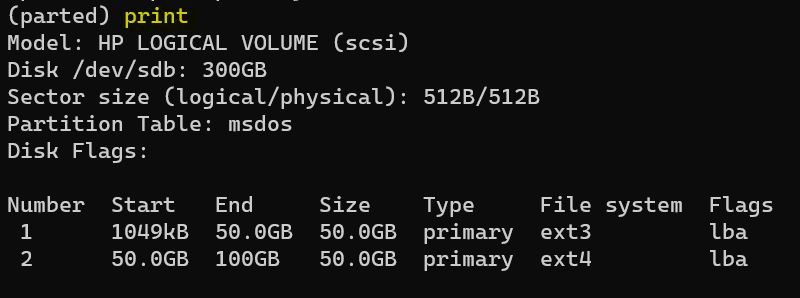 (parted) print
Model: HP LOGICAL VOLUME (scsi)
Disk /dev/sdb: 300GB
Sector size (logical/physical): 512B/512B
Partition Table: msdos
Disk Flags:

Number  Start   End     Size    Type     File system  Flags
 1      1049kB  50.0GB  50.0GB  primary  ext3         lba
 2      50.0GB  100GB   50.0GB  primary  ext4         lba